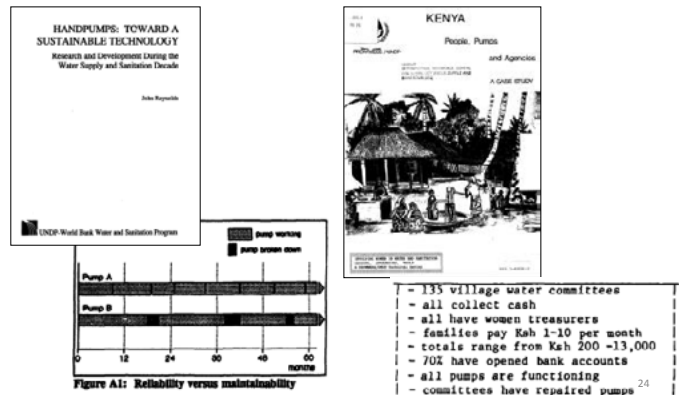 HANDPUMPS: TOWARD A
SUSTAINABLE TECHNOLOGY
Research and Development During the
Water Supply and Sanitation Decade
John Reynolds
UNDP-World Bank Water and Sanitation Program
KENYA
People, Pumps
and Agencies
A CASE STUDY
pump working
pump broken down
Pump A
Pump B
0 12 24 36 48 60
months
Figure A1: Reliability versus maintainability
- 135 village water committees
- all collect cash
- all have women treasurers
- families pay Ksh 1-10 per month
- totals range from Ksh 200 -13,000
- 70% have opened bank accounts
- all pumps are functioning
- committees have repaired pumps
24